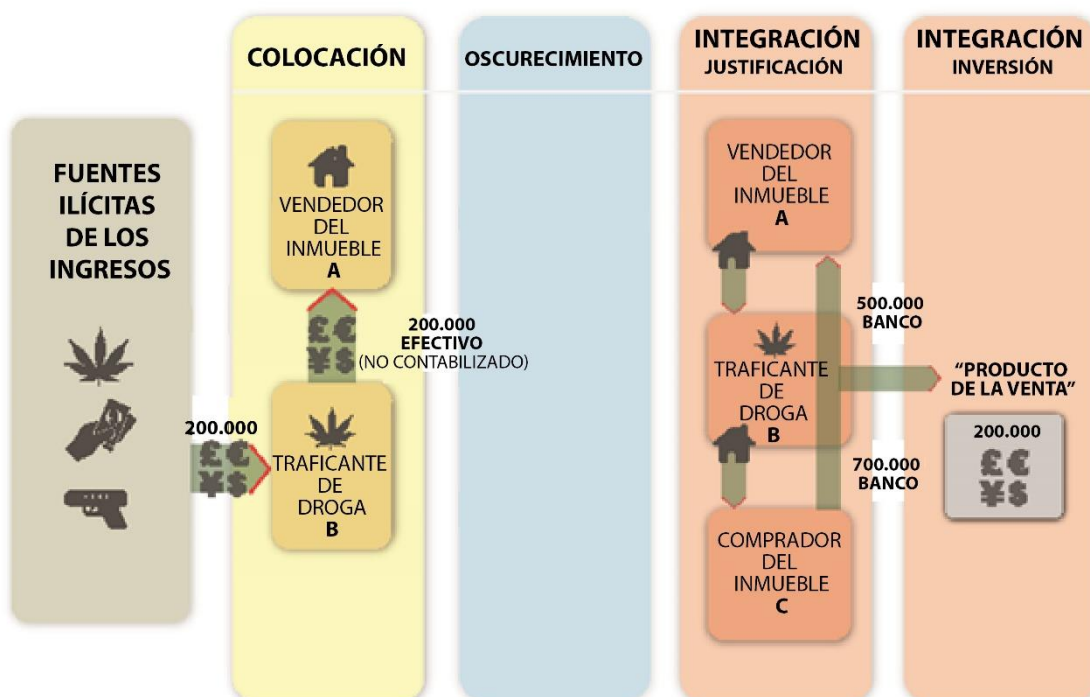 COLOCACIÓN
OSCURECIMIENTO
INTEGRACIÓN
JUSTIFICACIÓN
INTEGRACIÓN
INVERSIÓN
FUENTES
ILÍCITAS
DE LOS
INGRESOS
200.000
£ €
¥ $
VENDEDOR
DEL
INMUEBLE
A
£ €
¥ $
200.000
EFECTIVO
(NO CONTABILIZADO)
TRAFICANTE
DE
DROGA
B
VENDEDOR
DEL
INMUEBLE
A
500.000
BANCO
TRAFICANTE
DE
DROGA
B
700.000
BANCO
COMPRADOR
DEL
INMUEBLE
C
“PRODUCTO
DE LA VENTA”
200.000
£ €
¥ $